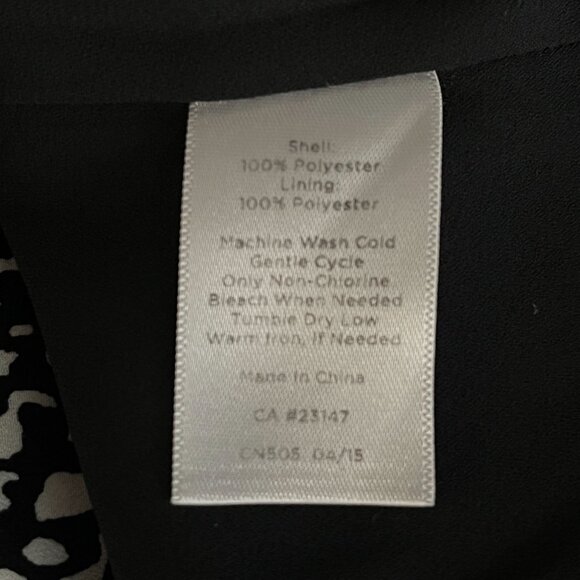 Shell:
100% Polyester
Lining:
100% Polyester
Machine Wash Cold
Gentle Cycle
Only Non-Chlorine
Bleach When Needed
Tumble Dry Low
Warm Iron, If Needed
Made in China
CA #23147
CN505 04/15